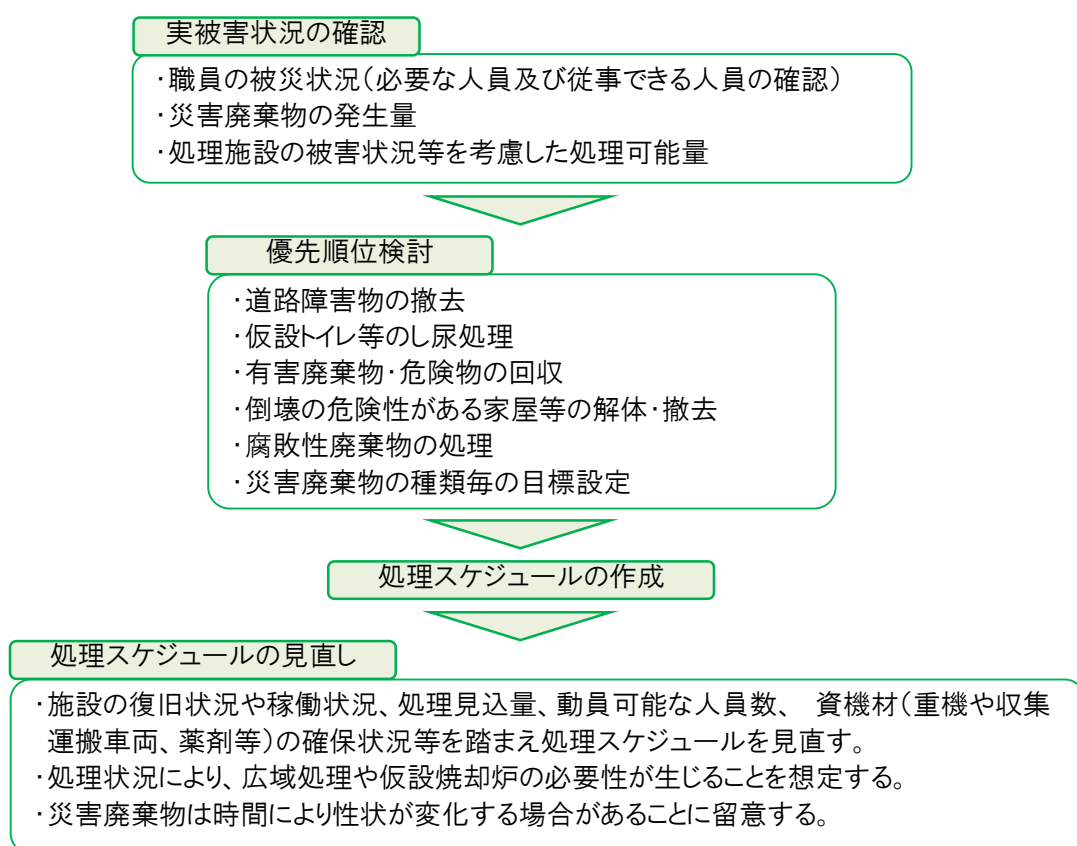 実被害状況の確認
・職員の被災状況（必要な人員及び従事できる人員の確認）
・災害廃棄物の発生量
・処理施設の被害状況等を考慮した処理可能量
優先順位検討
・道路障害物の撤去
・仮設トイレ等のし尿処理
・有害廃棄物・危険物の回収
・倒壊の危険性がある家屋等の解体・撤去
・腐敗性廃棄物の処理
・災害廃棄物の種類毎の目標設定
処理スケジュールの作成
処理スケジュールの見直し
・施設の復旧状況や稼働状況、処理見込量、動員可能な人員数、　資機材（重機や収集
運搬車両、薬剤等）の確保状況等を踏まえ処理スケジュールを見直す。
・処理状況により、広域処理や仮設焼却炉の必要性が生じることを想定する。
・災害廃棄物は時間により性状が変化する場合があることに留意する。